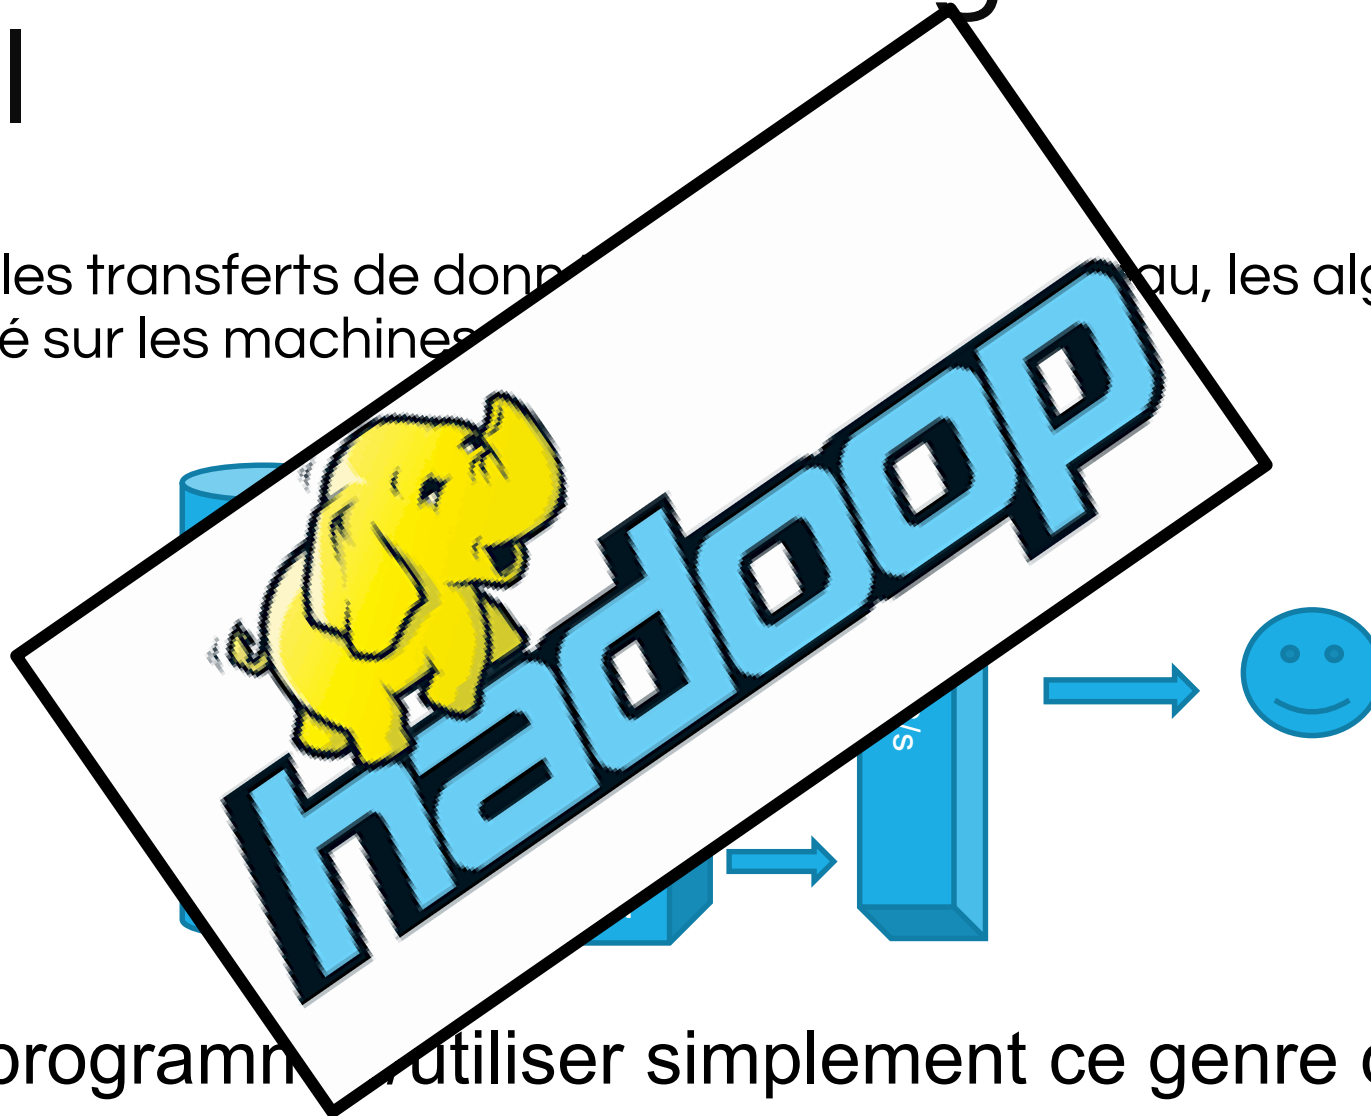 les transferts de donn au, les alg
é sur les machines
hadoop
/s
programm utiliser simplement ce genre d